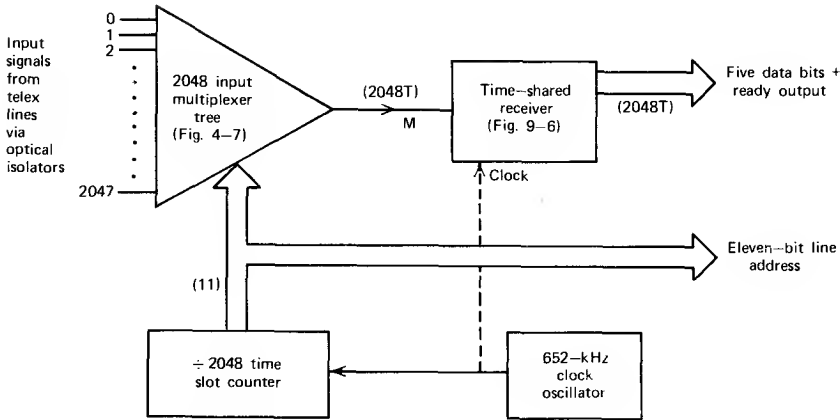 Input
signals
from
telex
lines
via
optical
isolators
0
1
2
2047
2048 input
multiplexer
tree
(Fig. 4-7)
(2048T)
M
Time-shared
receiver
(Fig. 9-6)
Five data bits +
ready output
(2048T)
Clock
Eleven-bit line
address
(11)
÷ 2048 time
slot counter
652-kHz
clock
oscillator